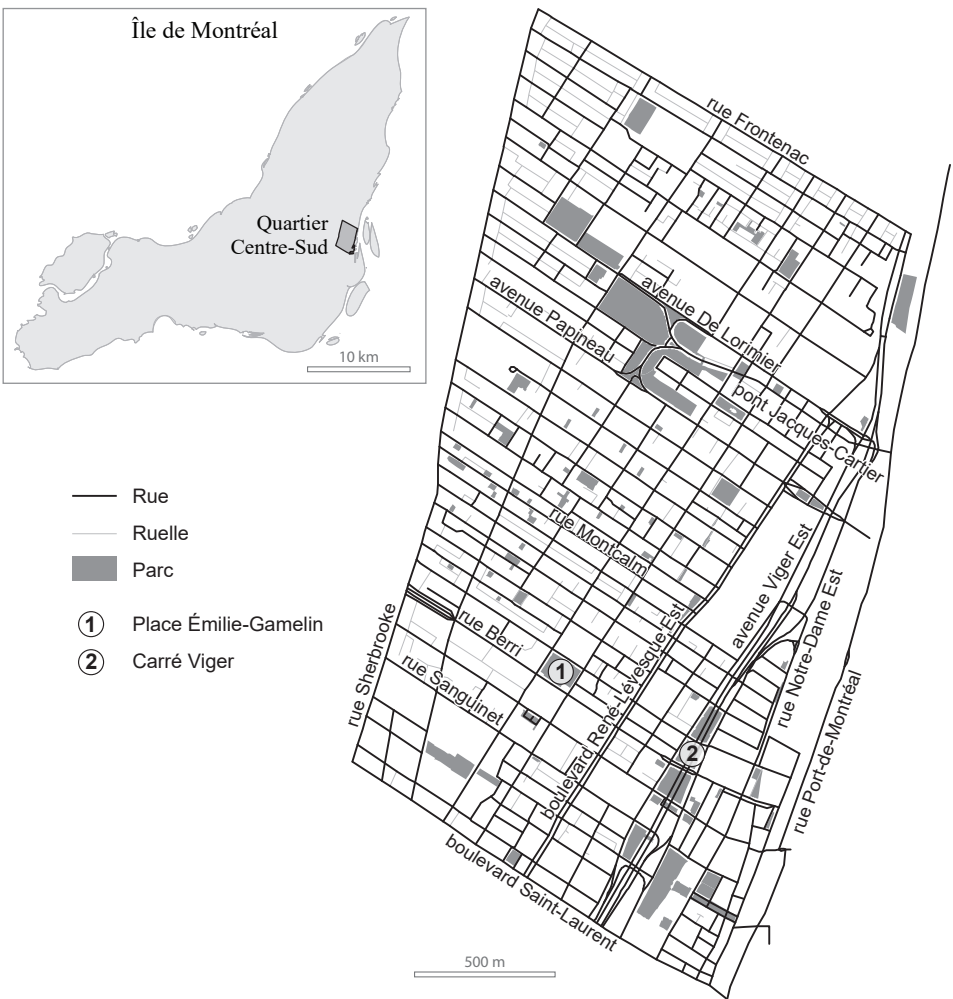 Île de Montréal
Quartier
Centre-Sud
10 km
rue Frontenac
avenue De Lorimier
avenue Papineau
pont Jacques-Cartier
Rue
Ruelle
Parc
1 Place Émilie-Gamelin
2 Carré Viger
rue Montcalm
avenue Viger Est
rue Notre-Dame Est
rue Sherbrooke
rue Berri
rue Sanguinet
1
boulevard René-Lévesque Est
2
rue Port-de-Montréal
boulevard Saint-Laurent
500 m